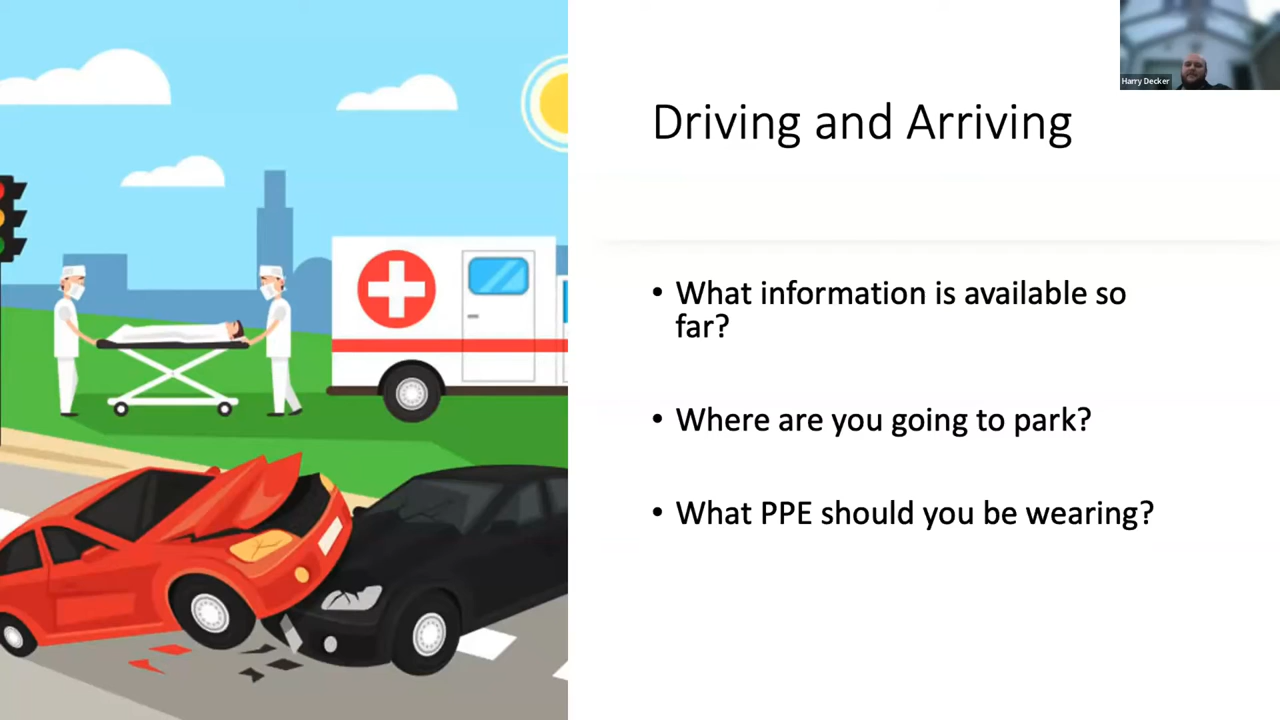 Harry Decker
Driving and Arriving
• What information is available so
far?
• Where are you going to park?
• What PPE should you be wearing?